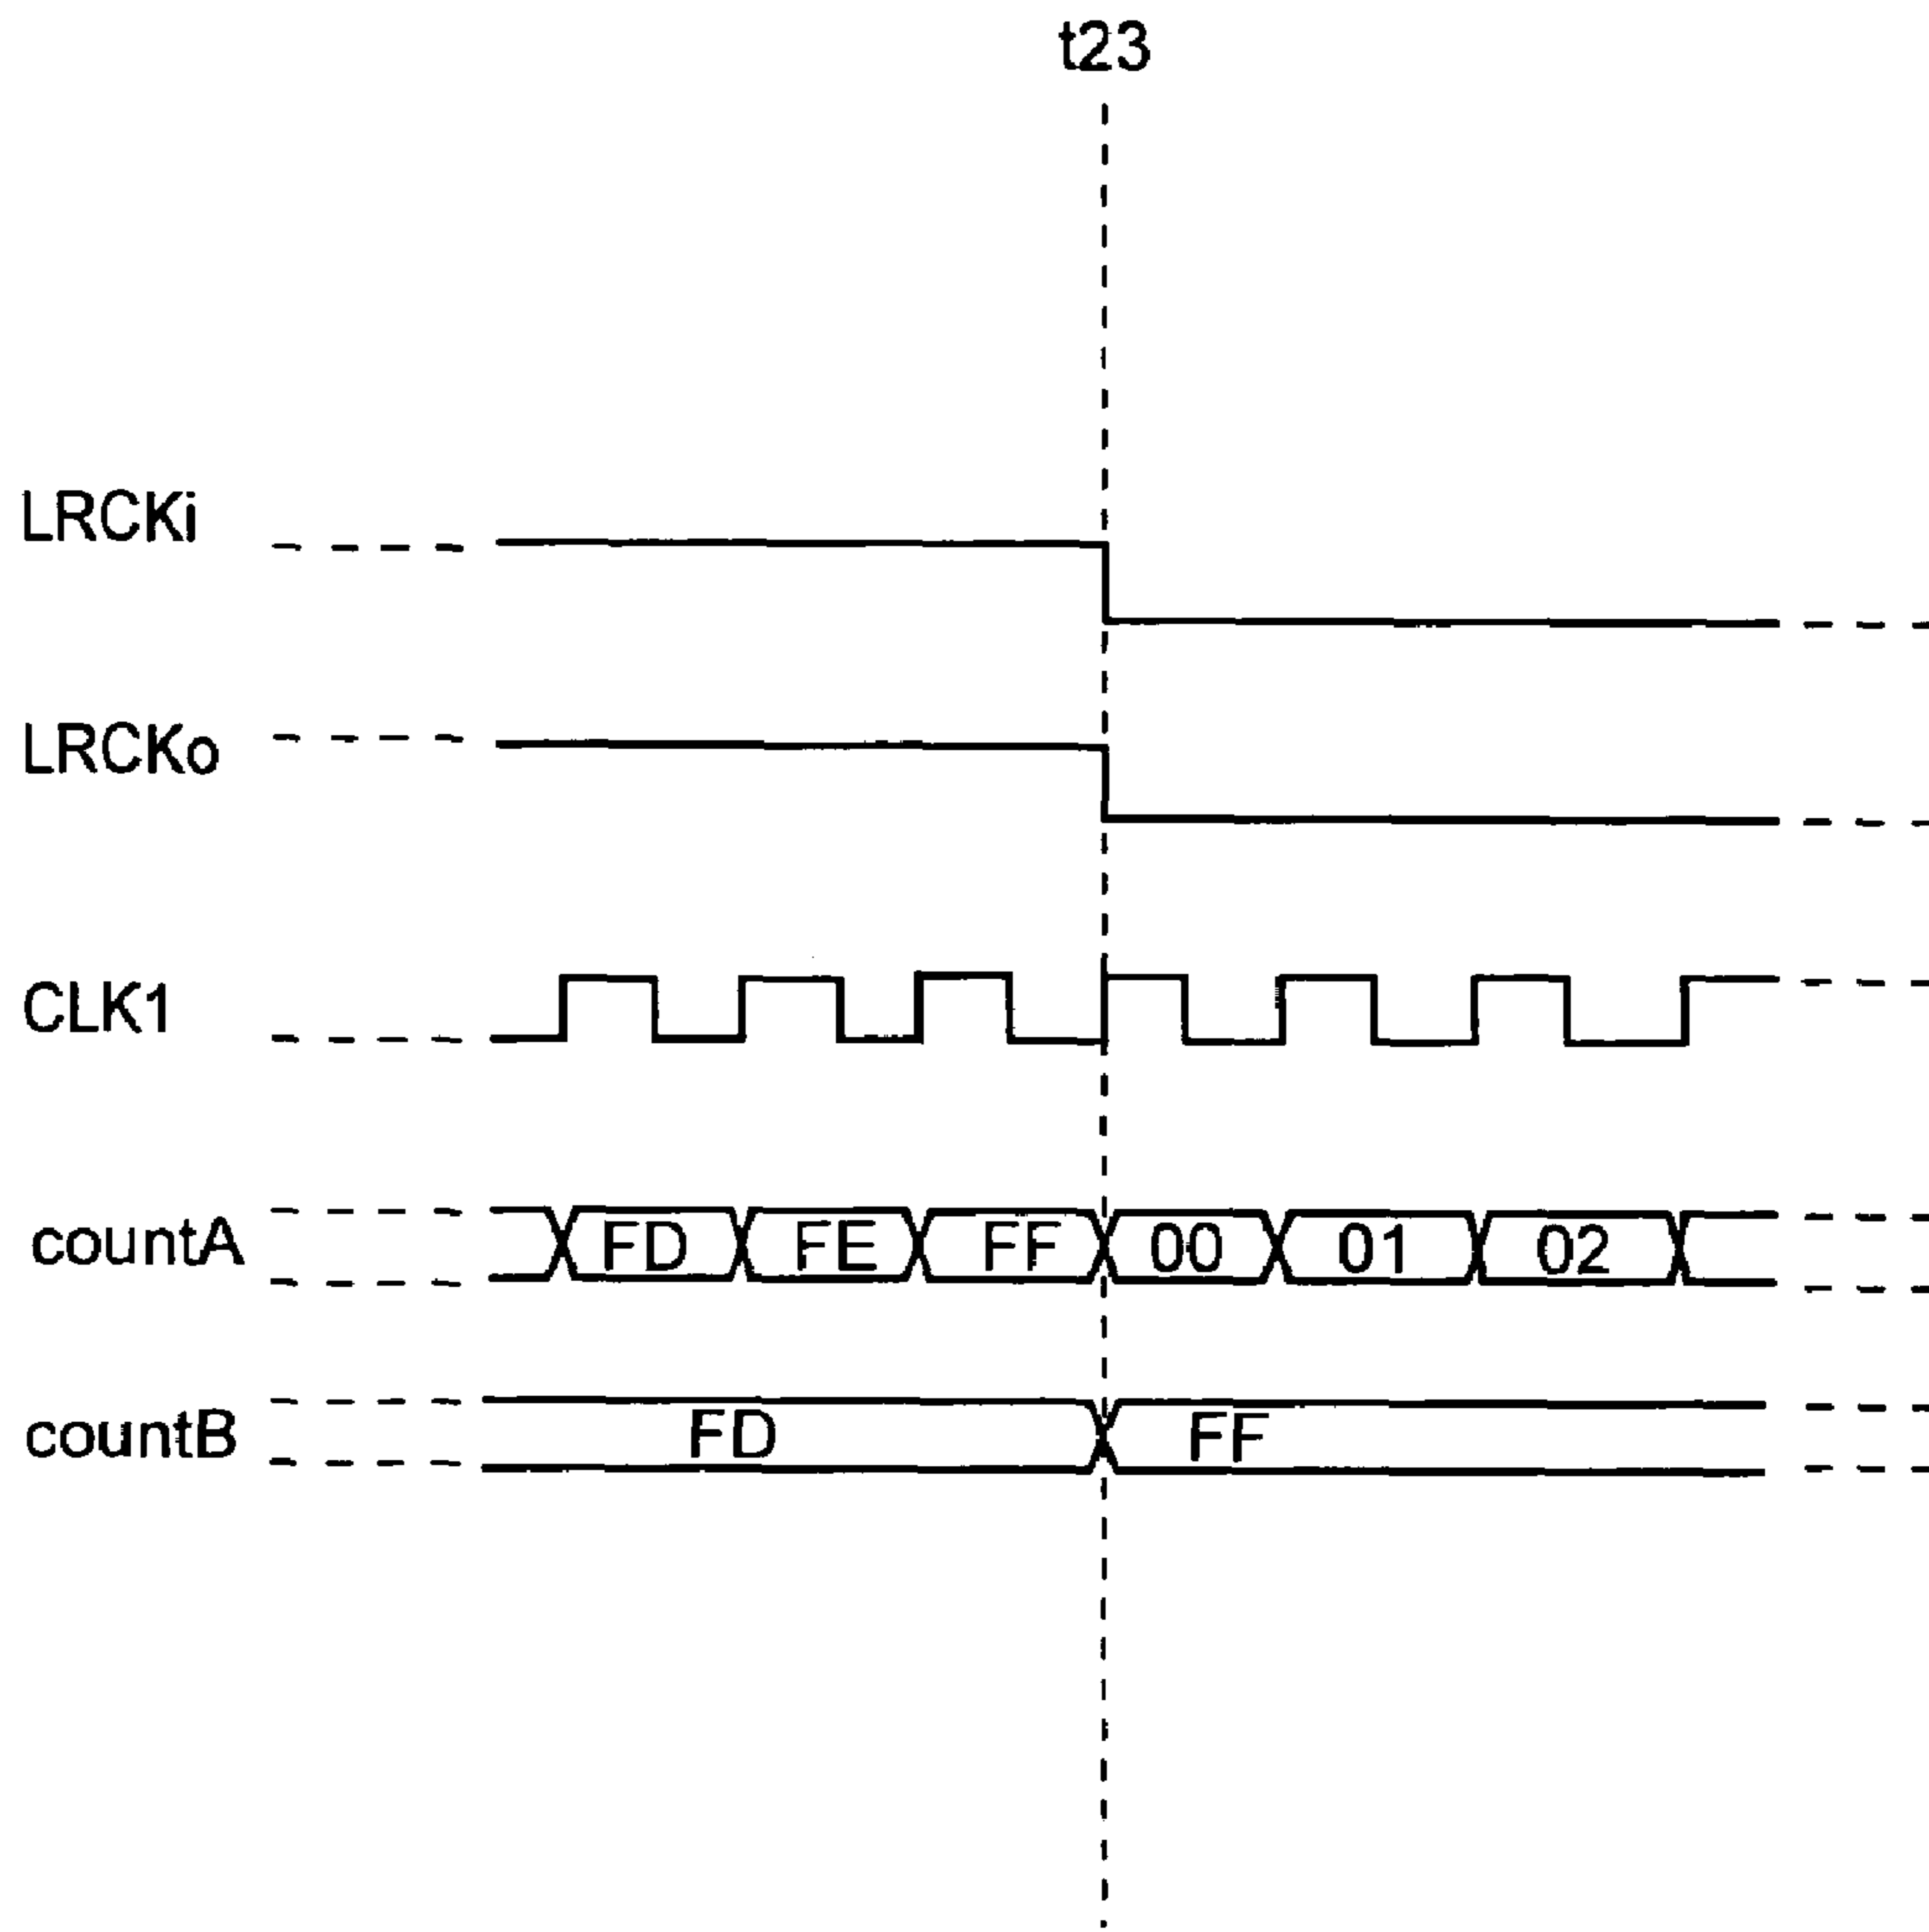 t23
LRCKi
LRCKo
CLK1
countA FD FE FF 00 01 02
countB FD FF